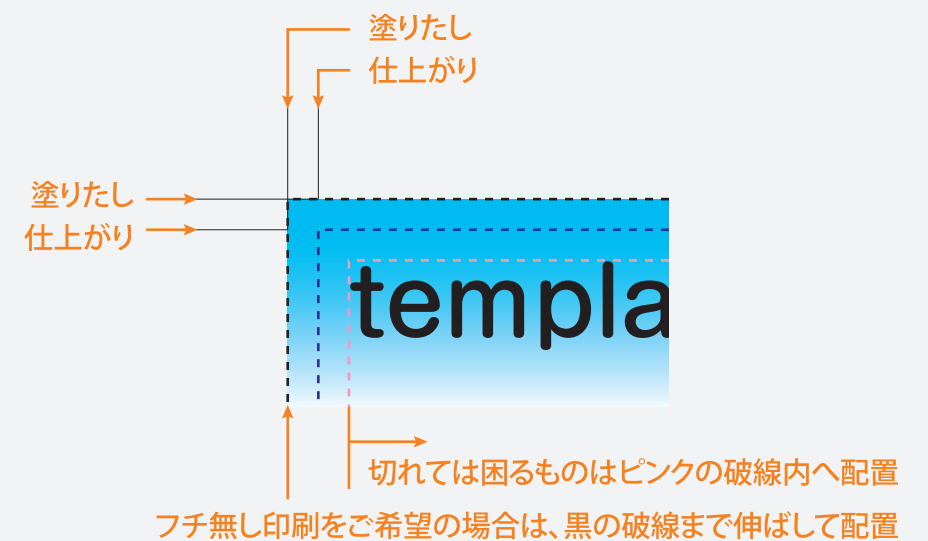 塗りたし
仕上がり
塗りたし
仕上がり
templa
切れては困るものはピンクの破線内へ配置
フチ無し印刷をご希望の場合は、黒の破線まで伸ばして配置